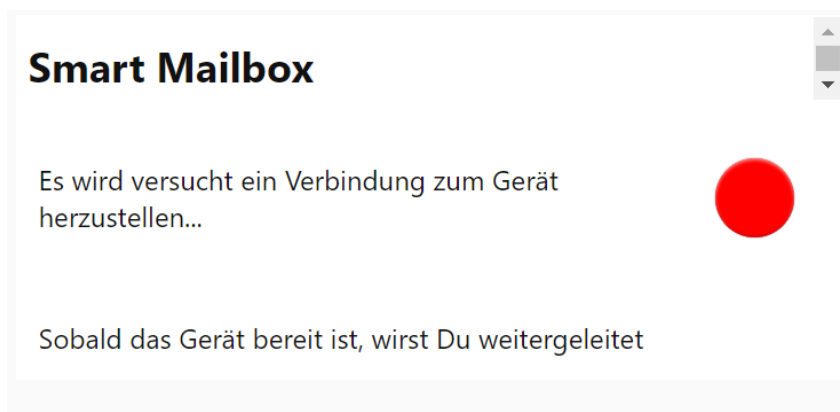 Smart Mailbox
Es wird versucht ein Verbindung zum Gerät
herzustellen...
Sobald das Gerät bereit ist, wirst Du weitergeleitet